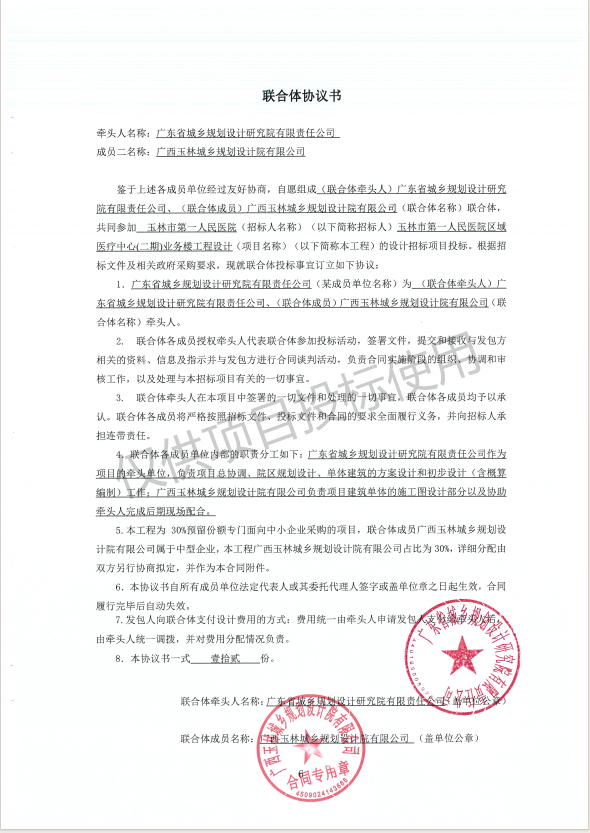 联合体协议书
牵头人名称：广东省城乡规划设计研究院有限责任公司
成员二名称：广西玉林城乡规划设计院有限公司
鉴于上述各成员单位经过友好协商，自愿组成（联合体牵头人）广东省城乡规划设计研究
院有限责任公司、（联合体成员）广西玉林城乡规划设计院有限公司（联合体名称）联合体，
共同参加 玉林市第一人民医院（招标人名称）（以下简称招标人）玉林市第一人民医院区域
医疗中心(二期)业务楼工程设计（项目名称）（以下简称本工程）的设计招标项目投标。根据招
标文件及相关政府采购要求，现就联合体投标事宜订立如下协议：
1．广东省城乡规划设计研究院有限责任公司（某成员单位名称）为 （联合体牵头人）广
东省城乡规划设计研究院有限责任公司、（联合体成员）广西玉林城乡规划设计院有限公司（联
合体名称）牵头人。
2． 联合体各成员授权牵头人代表联合体参加投标活动，签署文件，提交和接收与发包方
相关的资料、信息及指示并与发包方进行合同谈判活动，负责合同实施阶段的组织、协调和审
核工作，以及处理与本招标项目有关的一切事宜。
3． 联合体牵头人在本项目中签署的一切文件和处理的一切事宜，联合体各成员均予以承
认。联合体各成员将严格按照招标文件、投标文件和合同的要求全面履行义务，并向招标人承
担连带责任。
4．联合体各成员单位内部的职责分工如下：广东省城乡规划设计研究院有限责任公司作为
项目的牵头单位，负责项目总协调、院区规划设计、单体建筑的方案设计和初步设计（含概算
编制）工作；广西玉林城乡规划设计院有限公司负责项目建筑单体的施工图设计部分以及协助
牵头人完成后期现场配合。
5.本工程为 30%预留份额专门面向中小企业采购的项目，联合体成员广西玉林城乡规划设
计院有限公司属于中型企业，本工程广西玉林城乡规划设计院有限公司占比为30%，详细分配由
双方另行协商拟定，并作为本合同附件。
6．本协议书自所有成员单位法定代表人或其委托代理人签字或盖单位章之日起生效，合同
履行完毕后自动失效。
7.发包人向联合体支付设计费用的方式：费用统一由牵头人申请发包人支付给牵头人后，
由牵头人统一调拨，并对费用分配情况负责。
8．本协议书一式 壹拾贰 份。
联合体牵头人名称：广东省城乡规划设计研究院有限责任公司（盖单位公章）
联合体成员名称：广西玉林城乡规划设计院有限公司 （盖单位公章）
6
仅供项目投标使用
广东省城乡规划设计研究院有限责任公司
广西玉林城乡规划设计院有限公司
合同专用章
4509024143666